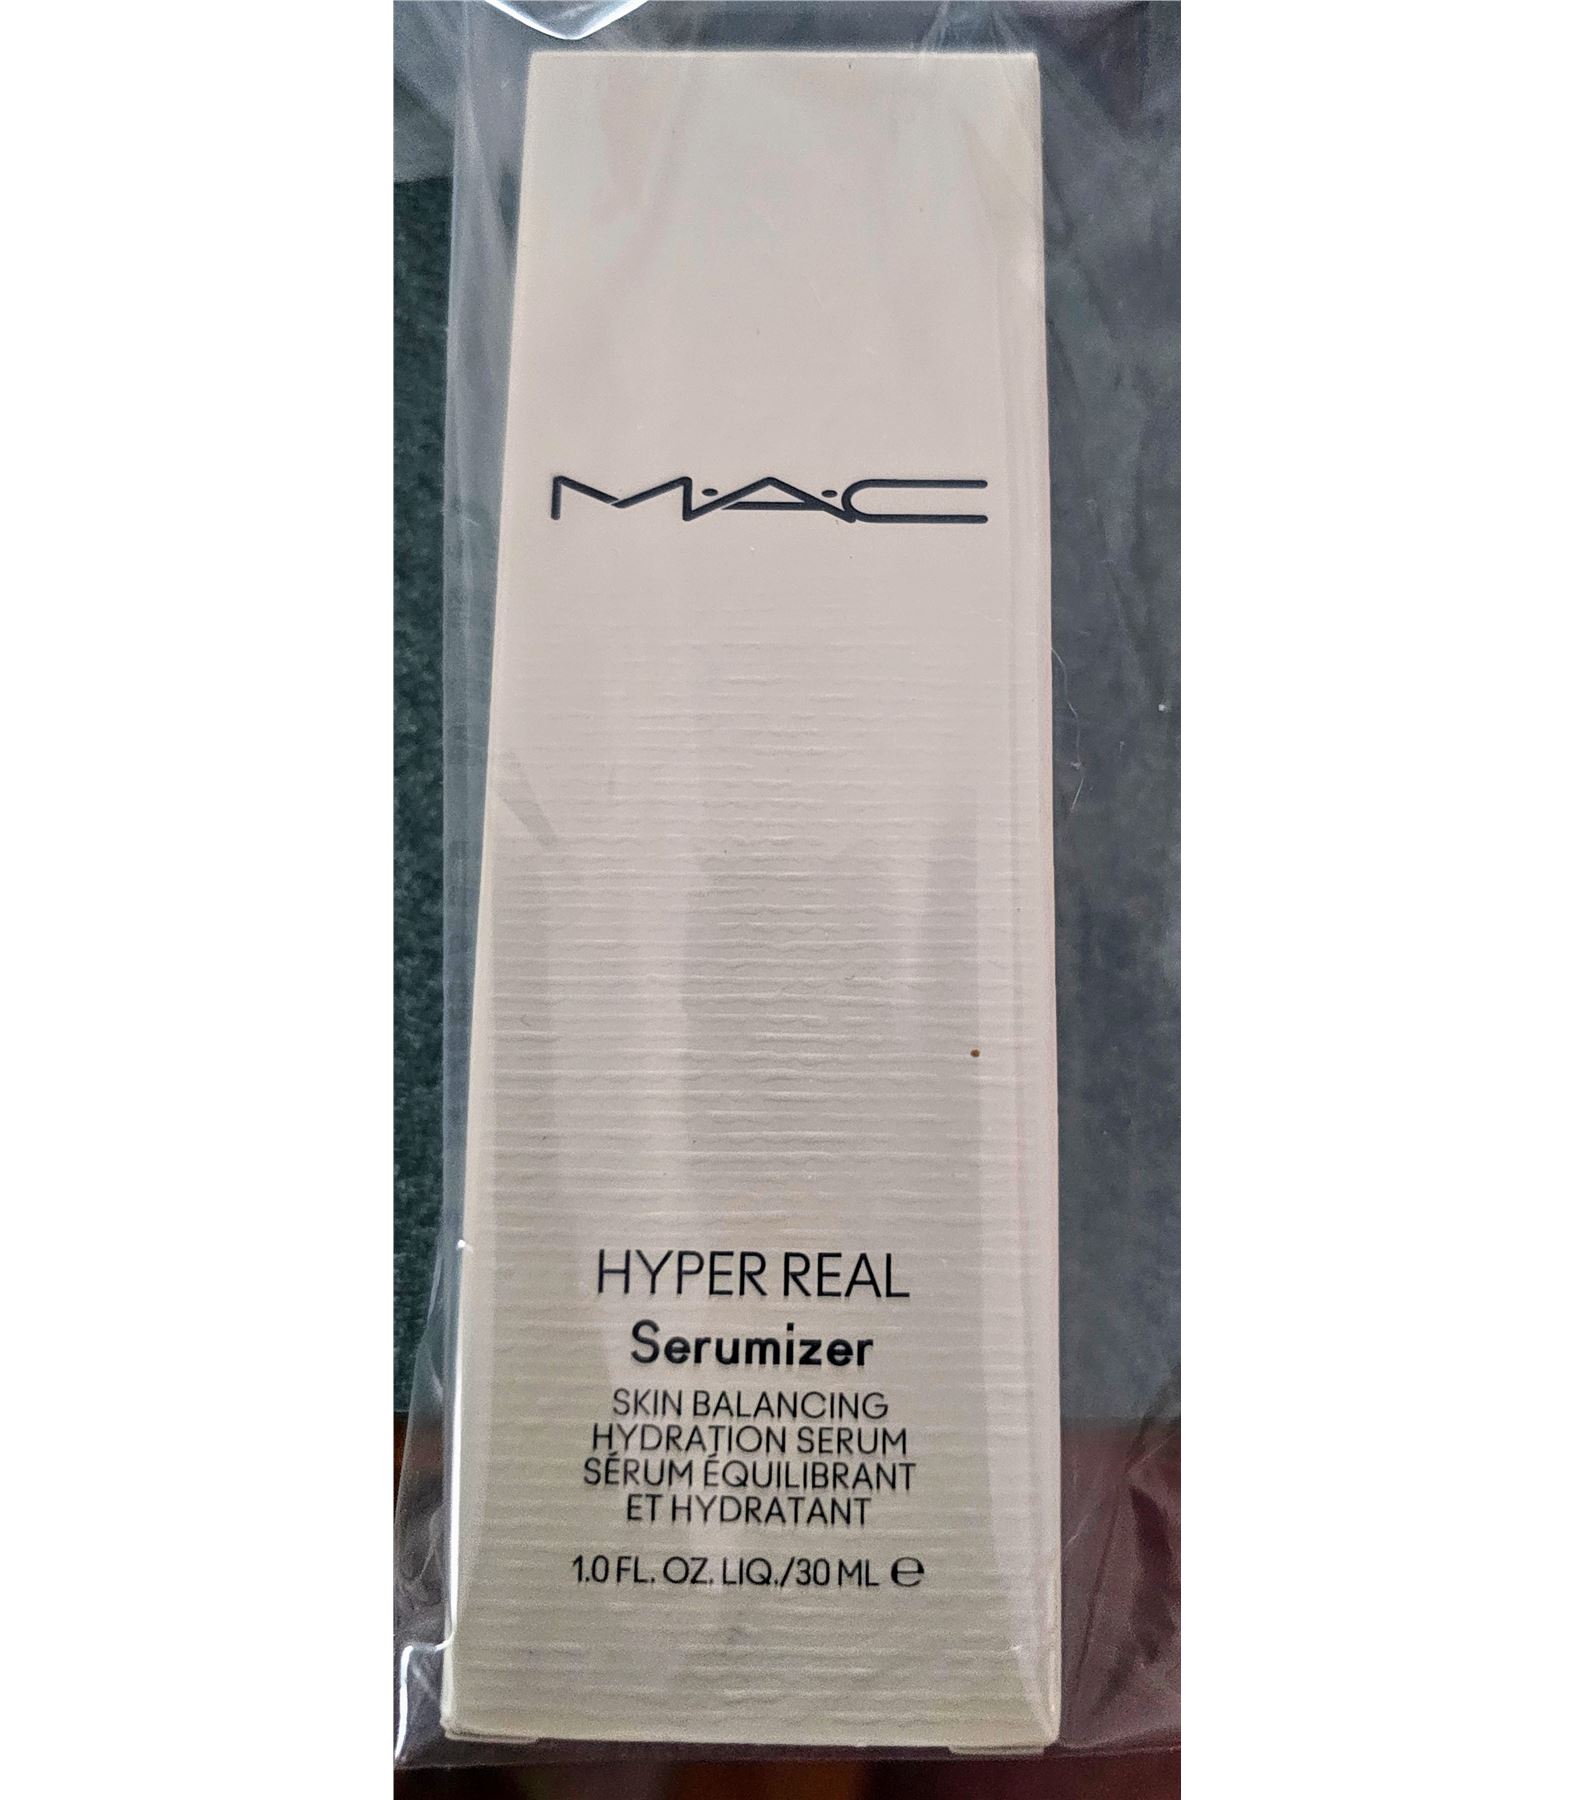 M·A·C
HYPER REAL
Serumizer
SKIN BALANCING
HYDRATION SERUM
SÉRUM ÉQUILIBRANT
ET HYDRATANT
1.0 FL. OZ. LIQ./30 ML ℮